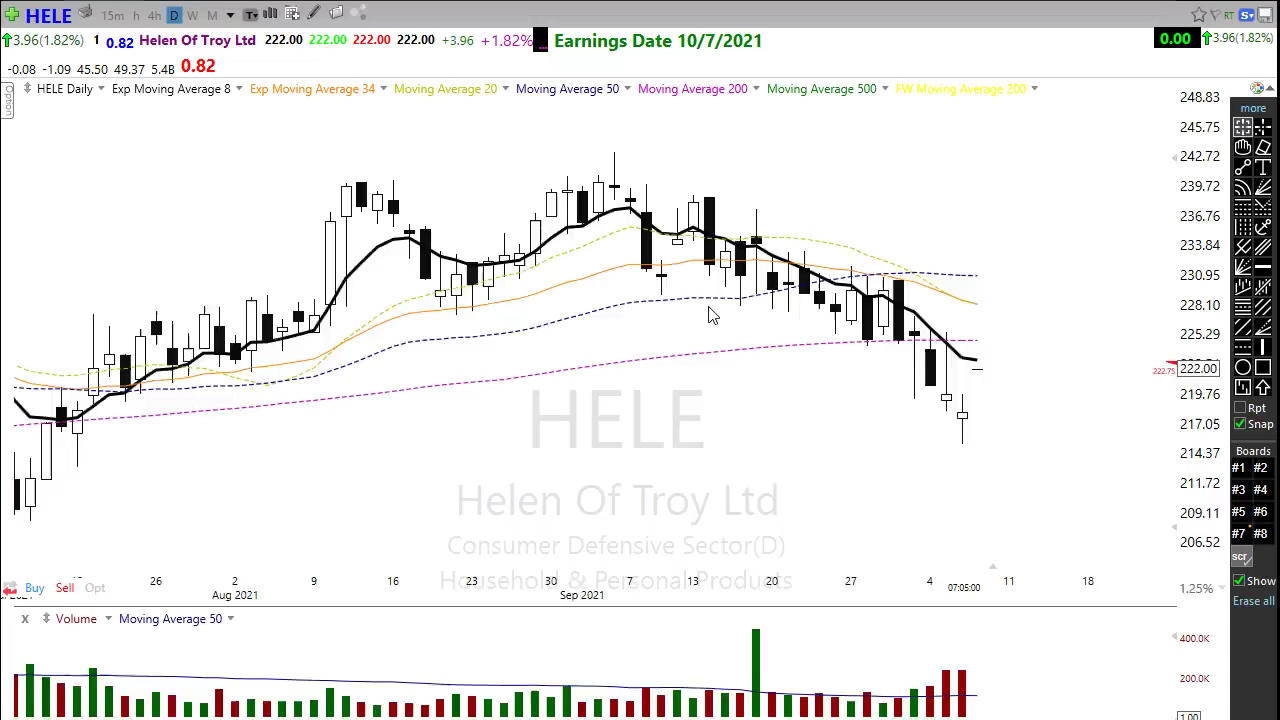 HELE 15m h 4h D W M T RT S
3.96(1.82%) 1 0.82 Helen Of Troy Ltd 222.00 222.00 222.00 222.00 +3.96 +1.82% Earnings Date 10/7/2021 0.00 3.96(1.82%)
-0.08 -1.09 45.50 49.37 5.4B 0.82
Option
HELE Daily Exp Moving Average 8 Exp Moving Average 34 Moving Average 20 Moving Average 50 Moving Average 200 Moving Average 500 FW Moving Average 200
248.83
245.75
242.72
239.72
236.76
233.84
230.95
228.10
225.29
222.75 222.00
219.76
217.05
214.37
211.72
209.11
206.52
more
T
Rpt
Snap
Boards
#1 #2
#3 #4
#5 #6
#7 #8
scr
Show
Erase all
HELE
Helen Of Troy Ltd
Consumer Defensive Sector(D)
Household & Personal Products
26 2 9 16 23 30 7 13 20 27 4 11 18
Buy Sell Opt 07:05:00 1.25%
Aug 2021 Sep 2021
x Volume Moving Average 50
400.0K
200.0K
1.00